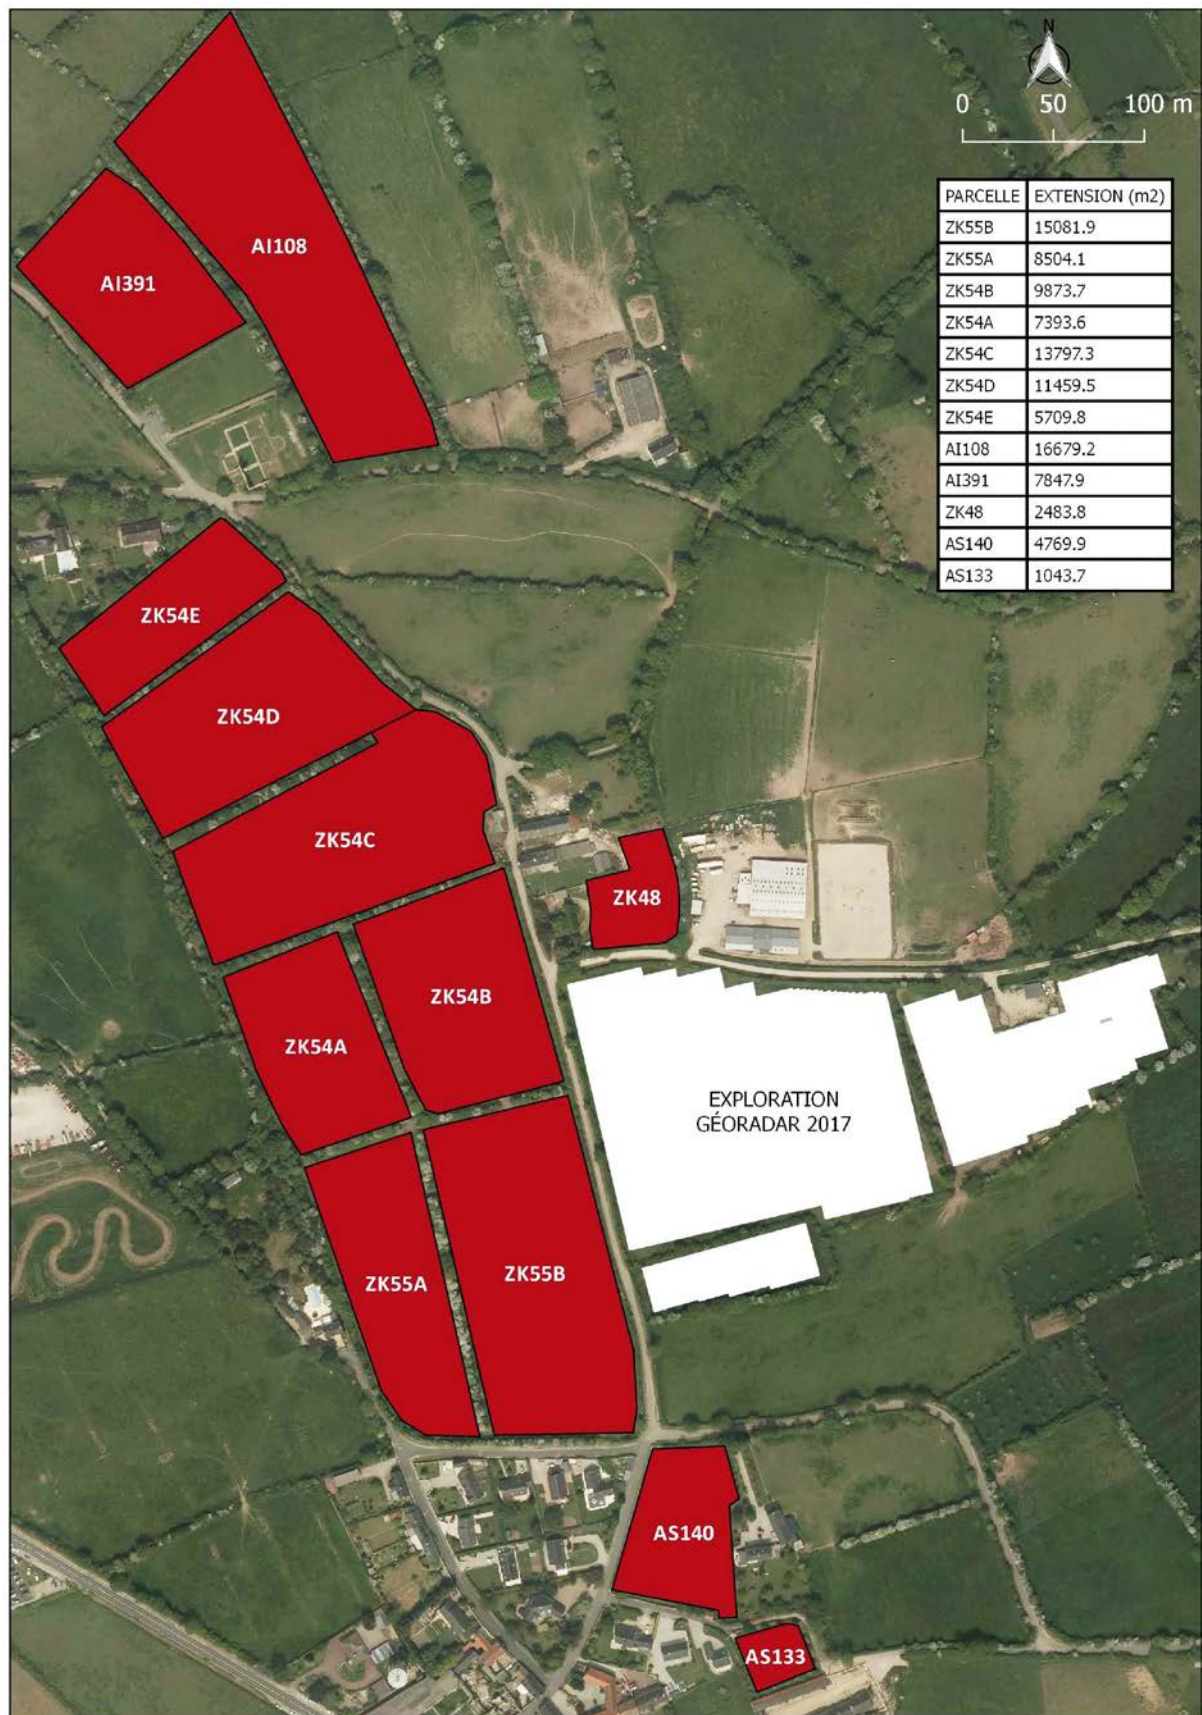 N
0 50 100 m
PARCELLE EXTENSION (m2)
ZK55B 15081.9
ZK55A 8504.1
ZK54B 9873.7
ZK54A 7393.6
ZK54C 13797.3
ZK54D 11459.5
ZK54E 5709.8
AI108 16679.2
AI391 7847.9
ZK48 2483.8
AS140 4769.9
AS133 1043.7
AI108
AI391
ZK54E
ZK54D
ZK54C
ZK48
ZK54B
ZK54A
EXPLORATION
GÉORADAR 2017
ZK55B
ZK55A
AS140
AS133